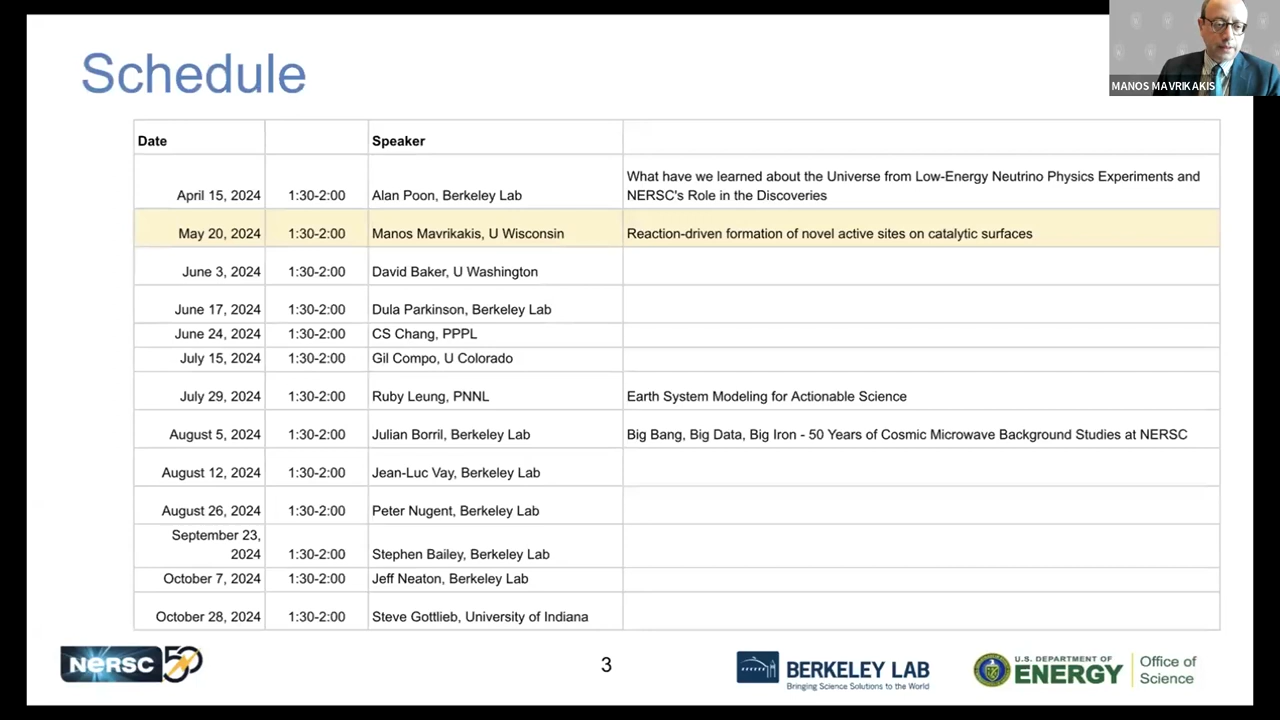 MANOS MAVRIKAKIS
Schedule
Date Speaker
April 15, 2024 1:30-2:00 Alan Poon, Berkeley Lab What have we learned about the Universe from Low-Energy Neutrino Physics Experiments and
NERSC's Role in the Discoveries
May 20, 2024 1:30-2:00 Manos Mavrikakis, U Wisconsin Reaction-driven formation of novel active sites on catalytic surfaces
June 3, 2024 1:30-2:00 David Baker, U Washington
June 17, 2024 1:30-2:00 Dula Parkinson, Berkeley Lab
June 24, 2024 1:30-2:00 CS Chang, PPPL
July 15, 2024 1:30-2:00 Gil Compo, U Colorado
July 29, 2024 1:30-2:00 Ruby Leung, PNNL Earth System Modeling for Actionable Science
August 5, 2024 1:30-2:00 Julian Borril, Berkeley Lab Big Bang, Big Data, Big Iron - 50 Years of Cosmic Microwave Background Studies at NERSC
August 12, 2024 1:30-2:00 Jean-Luc Vay, Berkeley Lab
August 26, 2024 1:30-2:00 Peter Nugent, Berkeley Lab
September 23,
2024 1:30-2:00 Stephen Bailey, Berkeley Lab
October 7, 2024 1:30-2:00 Jeff Neaton, Berkeley Lab
October 28, 2024 1:30-2:00 Steve Gottlieb, University of Indiana
NERSC 50
3
BERKELEY LAB
Bringing Science Solutions to the World
U.S. DEPARTMENT OF
ENERGY
Office of
Science